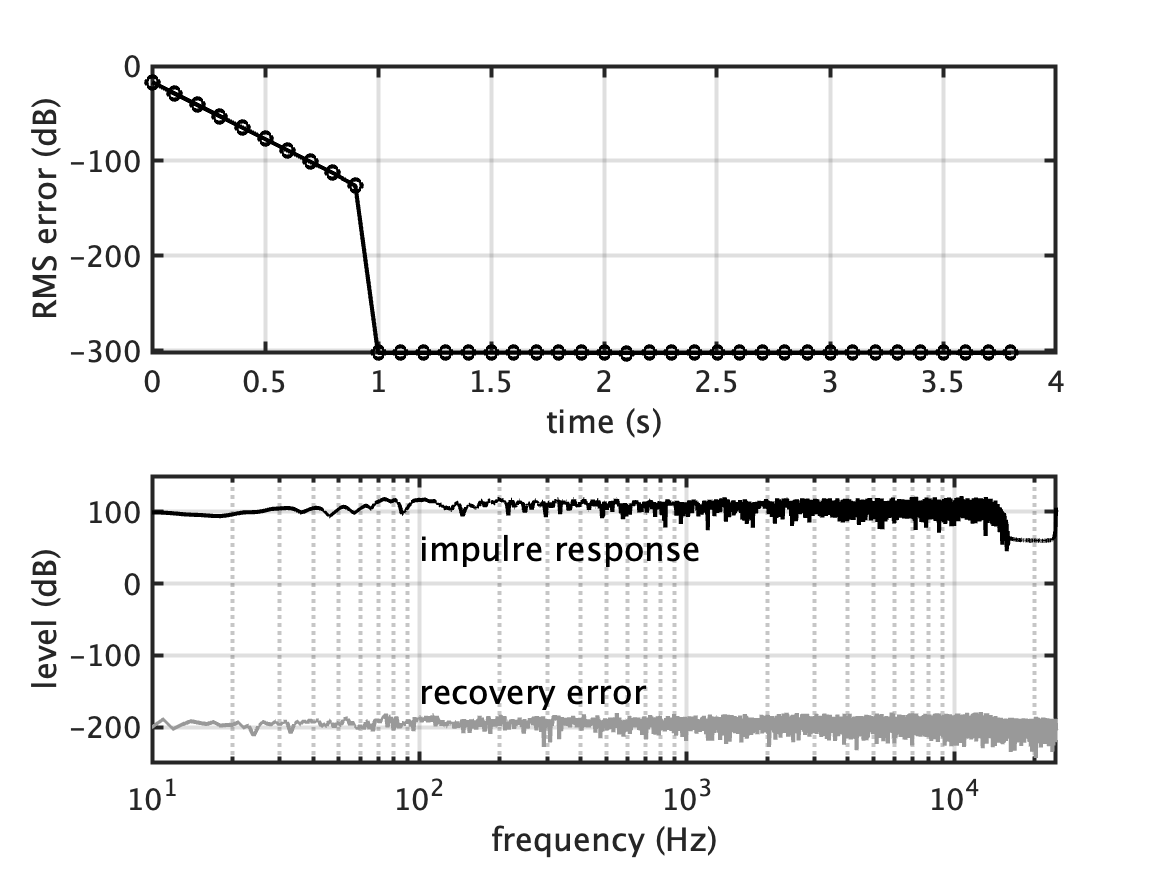 RMS error (dB)
0
−100
−200
−300
0 0.5 1 1.5 2 2.5 3 3.5 4
time (s)
level (dB)
100
0
−100
−200
impulre response
recovery error
10¹ 10² 10³ 10⁴
frequency (Hz)